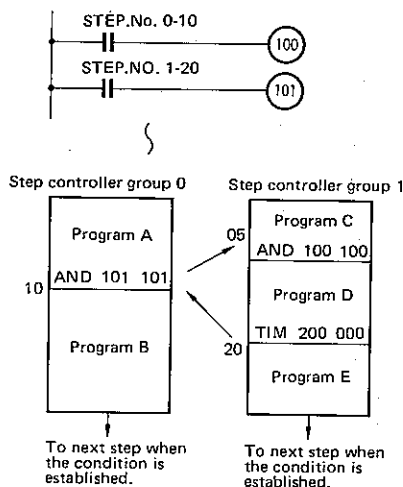 STEP.No. 0-10
100
STEP.NO. 1-20
101
Step controller group 0
Step controller group 1
Program A
AND 101 101
10
Program B
To next step when
the condition is
established.
05
Program C
AND 100 100
Program D
TIM 200 000
20
Program E
To next step when
the condition is
established.